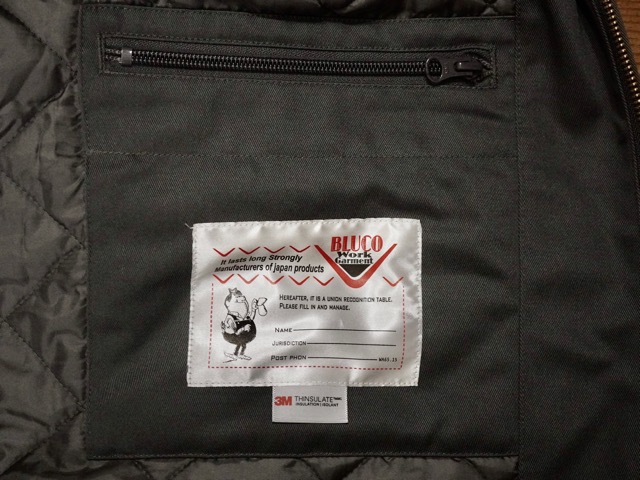 It lasts long Strongly
Manufacturers of japan products
BLUCO
Work
Garment
HEREAFTER, IT IS A UNION RECOGNITION TABLE.
PLEASE FILL IN AND MANAGE.
NAME
JURISDICTION
POST PHON
3M THINSULATE
INSULATION | ISOLANT